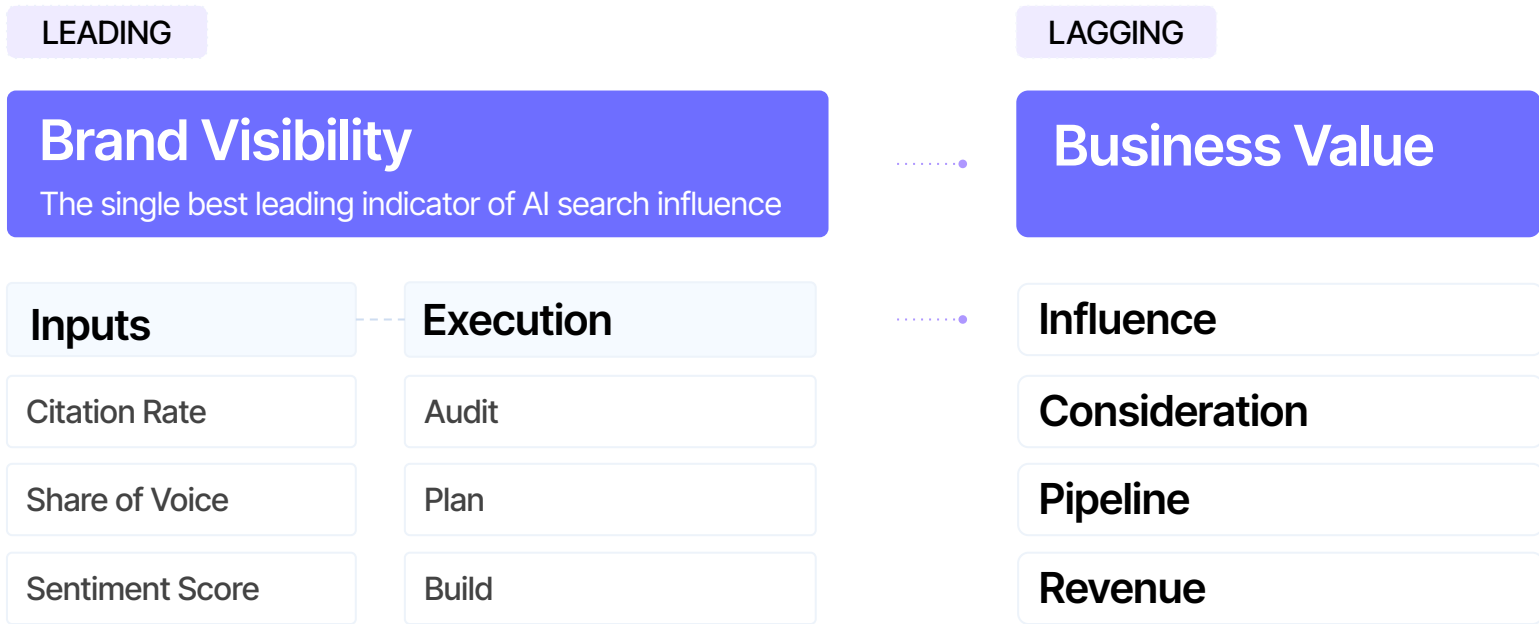 LEADING
LAGGING
Brand Visibility
The single best leading indicator of AI search influence
Business Value
Inputs
Execution
Influence
Citation Rate
Audit
Consideration
Share of Voice
Plan
Pipeline
Sentiment Score
Build
Revenue